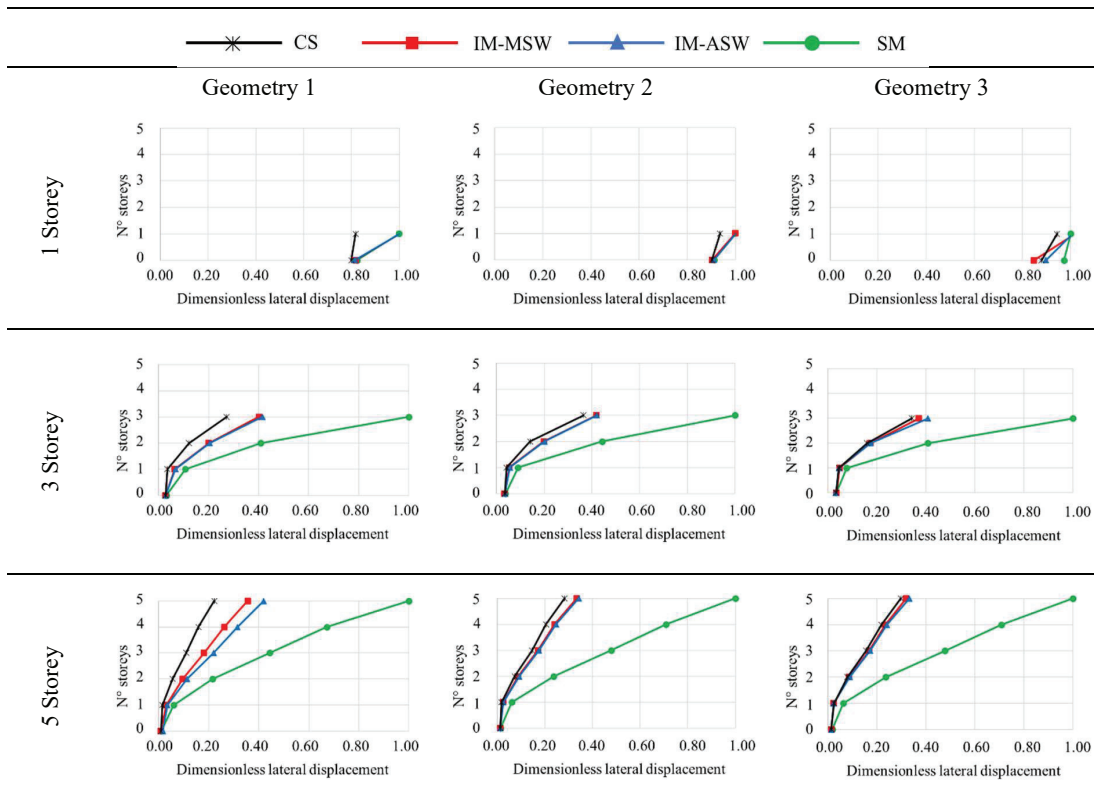 CS IM-MSW IM-ASW SM
Geometry 1 Geometry 2 Geometry 3
1 Storey
N° storeys
5
4
3
2
1
0
0.00 0.20 0.40 0.60 0.80 1.00
Dimensionless lateral displacement
N° storeys
5
4
3
2
1
0
0.00 0.20 0.40 0.60 0.80 1.00
Dimensionless lateral displacement
N° storeys
5
4
3
2
1
0
0.00 0.20 0.40 0.60 0.80 1.00
Dimensionless lateral displacement
3 Storey
N° storeys
5
4
3
2
1
0
0.00 0.20 0.40 0.60 0.80 1.00
Dimensionless lateral displacement
N° storeys
5
4
3
2
1
0
0.00 0.20 0.40 0.60 0.80 1.00
Dimensionless lateral displacement
N° storeys
5
4
3
2
1
0
0.00 0.20 0.40 0.60 0.80 1.00
Dimensionless lateral displacement
5 Storey
N° storeys
5
4
3
2
1
0
0.00 0.20 0.40 0.60 0.80 1.00
Dimensionless lateral displacement
N° storeys
5
4
3
2
1
0
0.00 0.20 0.40 0.60 0.80 1.00
Dimensionless lateral displacement
N° storeys
5
4
3
2
1
0
0.00 0.20 0.40 0.60 0.80 1.00
Dimensionless lateral displacement